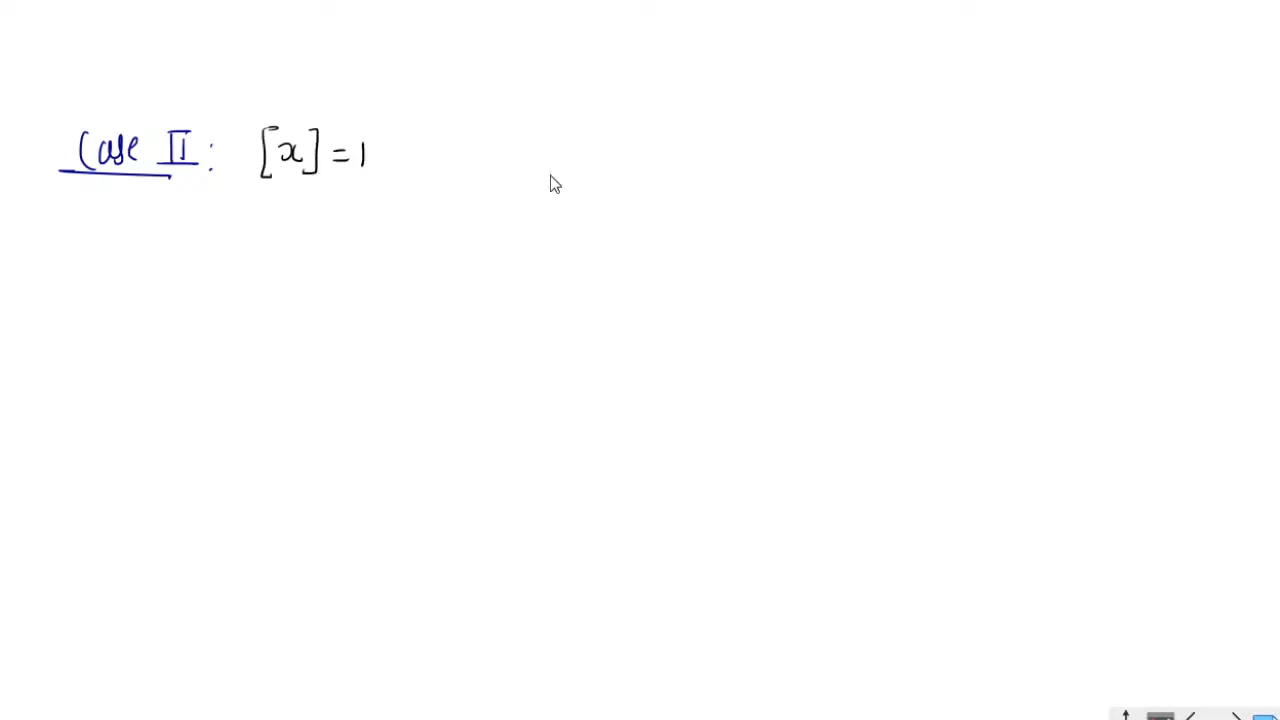 Case II: [x] = 1